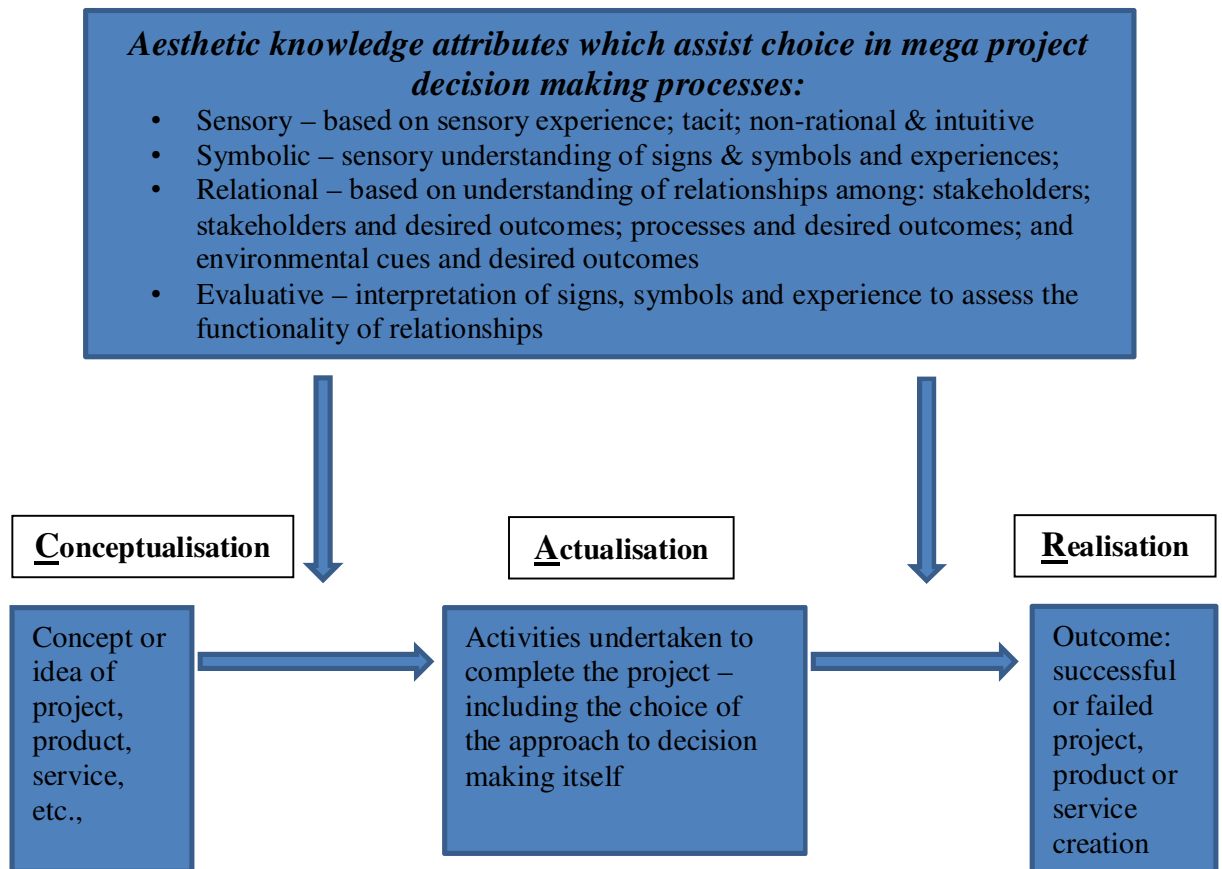 Aesthetic knowledge attributes which assist choice in mega project
decision making processes:
• Sensory – based on sensory experience; tacit; non-rational & intuitive
• Symbolic – sensory understanding of signs & symbols and experiences;
• Relational – based on understanding of relationships among: stakeholders;
stakeholders and desired outcomes; processes and desired outcomes; and
environmental cues and desired outcomes
• Evaluative – interpretation of signs, symbols and experience to assess the
functionality of relationships
Conceptualisation
Actualisation
Realisation
Concept or
idea of
project,
product,
service,
etc.,
Activities undertaken to
complete the project –
including the choice of
the approach to decision
making itself
Outcome:
successful
or failed
project,
product or
service
creation